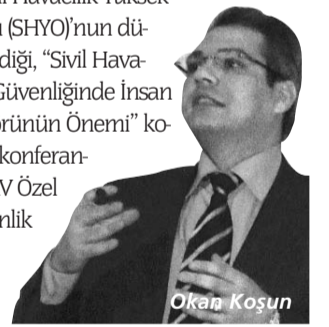 Havacılık Yüksek
(SHYO)'nun dü-
diği, "Sivil Hava-
Güvenliğinde İnsan
rünün Önemi" ko-
konferan-
V Özel
nlik
Okan Koşun